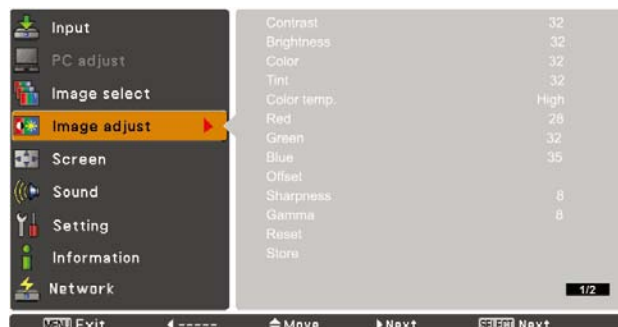 Input
PC adjust
Image select
Image adjust
Screen
Sound
Setting
Information
Network
Contrast 32
Brightness 32
Color 32
Tint 32
Color temp. High
Red 28
Green 32
Blue 35
Offset
Sharpness 8
Gamma 8
Reset
Store
1/2
MENU Exit ◀ ----- Move ▶ Next SELECT Next